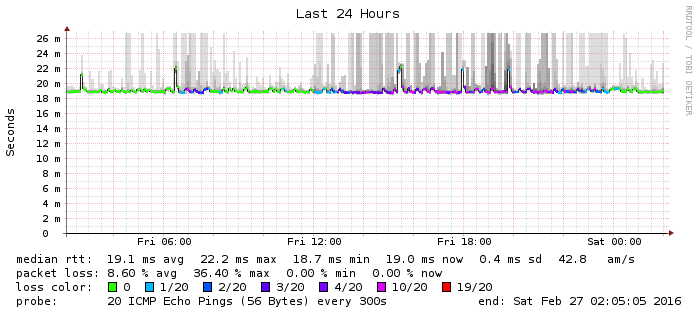 Last 24 Hours
RRDTOOL / TOBI OETIKER
Seconds
26 m
24 m
22 m
20 m
18 m
16 m
14 m
12 m
10 m
8 m
6 m
4 m
2 m
0
Fri 06:00 Fri 12:00 Fri 18:00 Sat 00:00
median rtt: 19.1 ms avg 22.2 ms max 18.7 ms min 19.0 ms now 0.4 ms sd 42.8 am/s
packet loss: 8.60 % avg 36.40 % max 0.00 % min 0.00 % now
loss color: 0 1/20 2/20 3/20 4/20 10/20 19/20
probe: 20 ICMP Echo Pings (56 Bytes) every 300s end: Sat Feb 27 02:05:05 2016